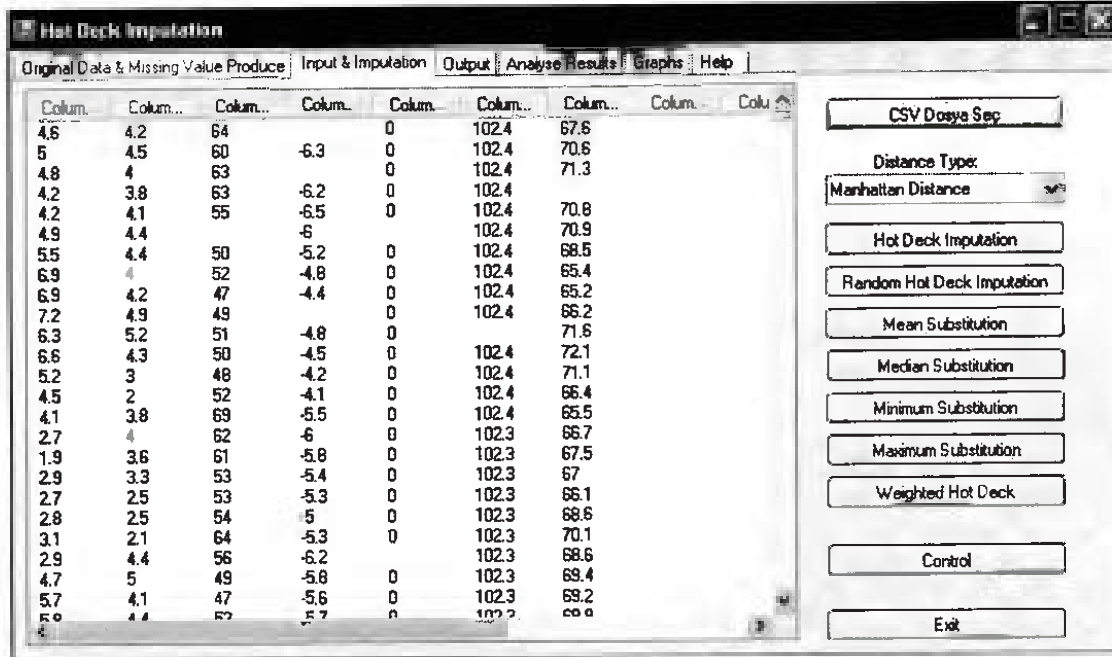 Hot Deck Imputation
Original Data & Missing Value Produce Input & Imputation Output Analyse Results Graphs Help
Colum. Colum... Colum... Colum.. Colum. Colum... Colum... Colum.. Colu
4.6 4.2 64 0 102.4 67.6
5 4.5 60 -6.3 0 102.4 70.6
4.8 4 63 0 102.4 71.3
4.2 3.8 63 -6.2 0 102.4
4.2 4.1 55 -6.5 0 102.4 70.8
4.9 4.4 -6 102.4 70.9
5.5 4.4 50 -5.2 0 102.4 68.5
6.9 4 52 -4.8 0 102.4 65.4
6.9 4.2 47 -4.4 0 102.4 65.2
7.2 4.9 49 0 102.4 66.2
6.3 5.2 51 -4.8 0 71.6
6.6 4.3 50 -4.5 0 102.4 72.1
5.2 3 48 -4.2 0 102.4 71.1
4.5 2 52 -4.1 0 102.4 66.4
4.1 3.8 69 -5.5 0 102.4 65.5
2.7 4 62 -6 0 102.3 66.7
1.9 3.6 61 -5.8 0 102.3 67.5
2.9 3.3 53 -5.4 0 102.3 67
2.7 2.5 53 -5.3 0 102.3 66.1
2.8 2.5 54 -5 0 102.3 68.6
3.1 2.1 64 -5.3 0 102.3 70.1
2.9 4.4 56 -6.2 102.3 68.6
4.7 5 49 -5.8 0 102.3 69.4
5.7 4.1 47 -5.6 0 102.3 69.2
CSV Dosya Seç
Distance Type:
Manhattan Distance
Hot Deck Imputation
Random Hot Deck Imputation
Mean Substitution
Median Substitution
Minimum Substitution
Maximum Substitution
Weighted Hot Deck
Control
Exit